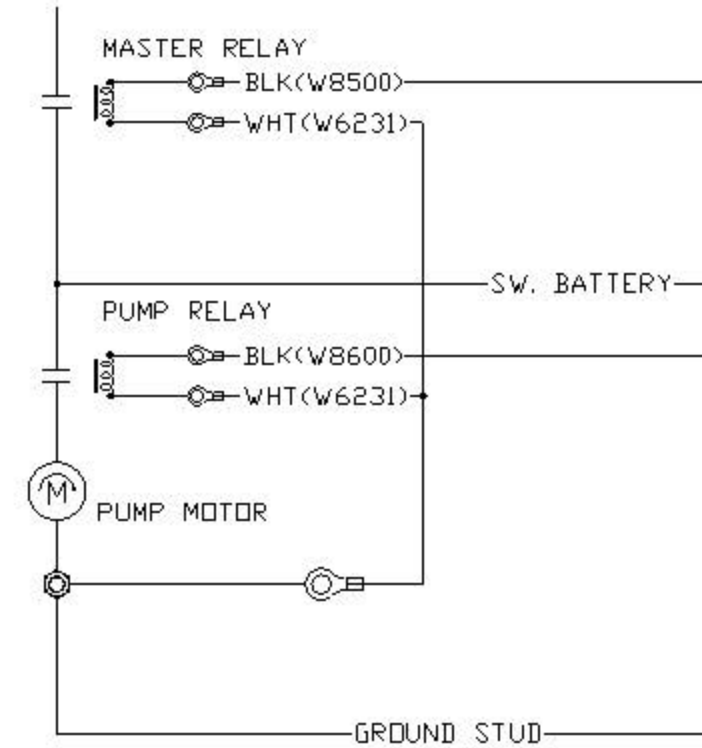 MASTER RELAY
BLK(W8500)
WHT(W6231)
SW. BATTERY
PUMP RELAY
BLK(W8600)
WHT(W6231)
M
PUMP MOTOR
GROUND STUD